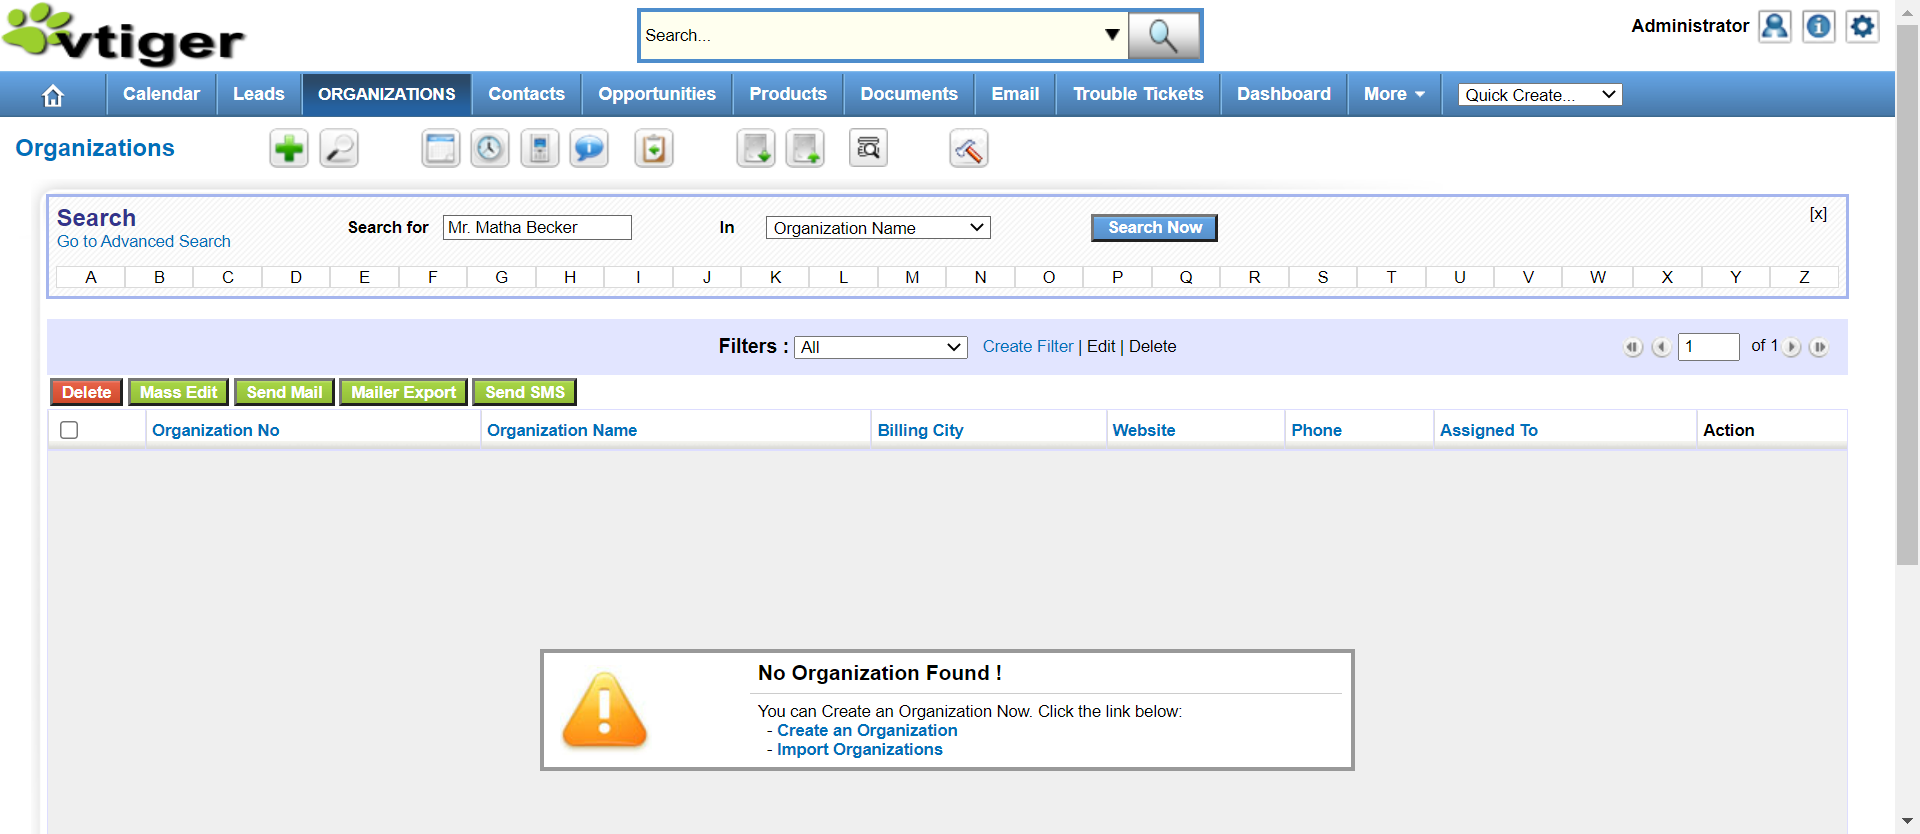 vtiger
Search...
Administrator
Calendar
Leads
ORGANIZATIONS
Contacts
Opportunities
Products
Documents
Email
Trouble Tickets
Dashboard
More
Quick Create...
Organizations
Search
Go to Advanced Search
Search for
Mr. Matha Becker
In
Organization Name
Search Now
[x]
A B C D E F G H I J K L M N O P Q R S T U V W X Y Z
Filters : All Create Filter | Edit | Delete
1 of 1
Delete
Mass Edit
Send Mail
Mailer Export
Send SMS
Organization No
Organization Name
Billing City
Website
Phone
Assigned To
Action
No Organization Found !
You can Create an Organization Now. Click the link below:
- Create an Organization
- Import Organizations